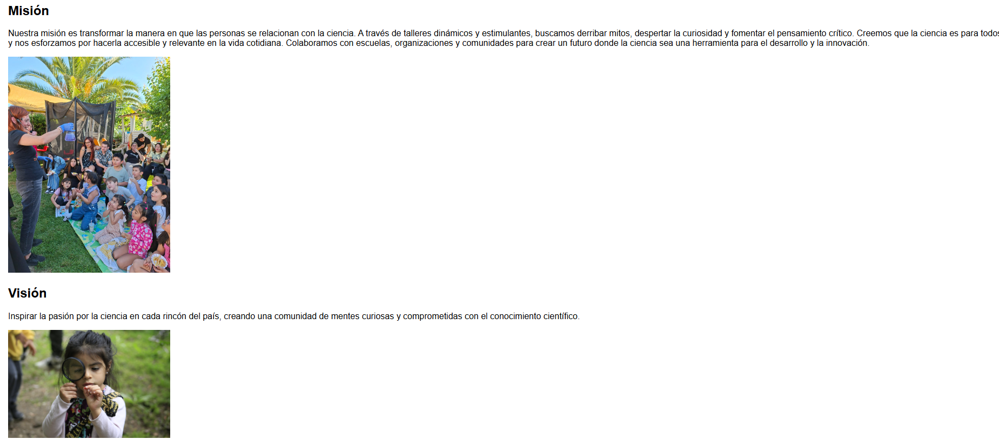 Misión
Nuestra misión es transformar la manera en que las personas se relacionan con la ciencia. A través de talleres dinámicos y estimulantes, buscamos derribar mitos, despertar la curiosidad y fomentar el pensamiento crítico. Creemos que la ciencia es para todos
y nos esforzamos por hacerla accesible y relevante en la vida cotidiana. Colaboramos con escuelas, organizaciones y comunidades para crear un futuro donde la ciencia sea una herramienta para el desarrollo y la innovación.
Visión
Inspirar la pasión por la ciencia en cada rincón del país, creando una comunidad de mentes curiosas y comprometidas con el conocimiento científico.